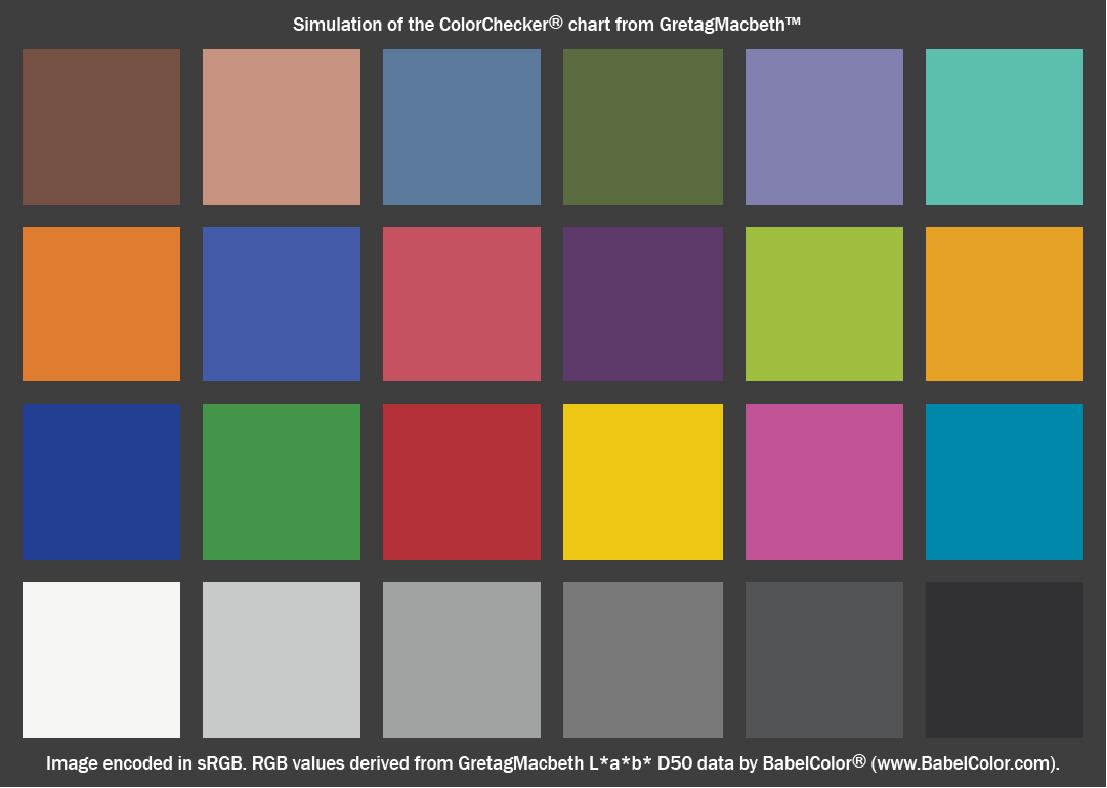 Simulation of the ColorChecker® chart from GretagMacbeth™
Image encoded in sRGB. RGB values derived from GretagMacbeth L*a*b* D50 data by BabelColor® (www.BabelColor.com).